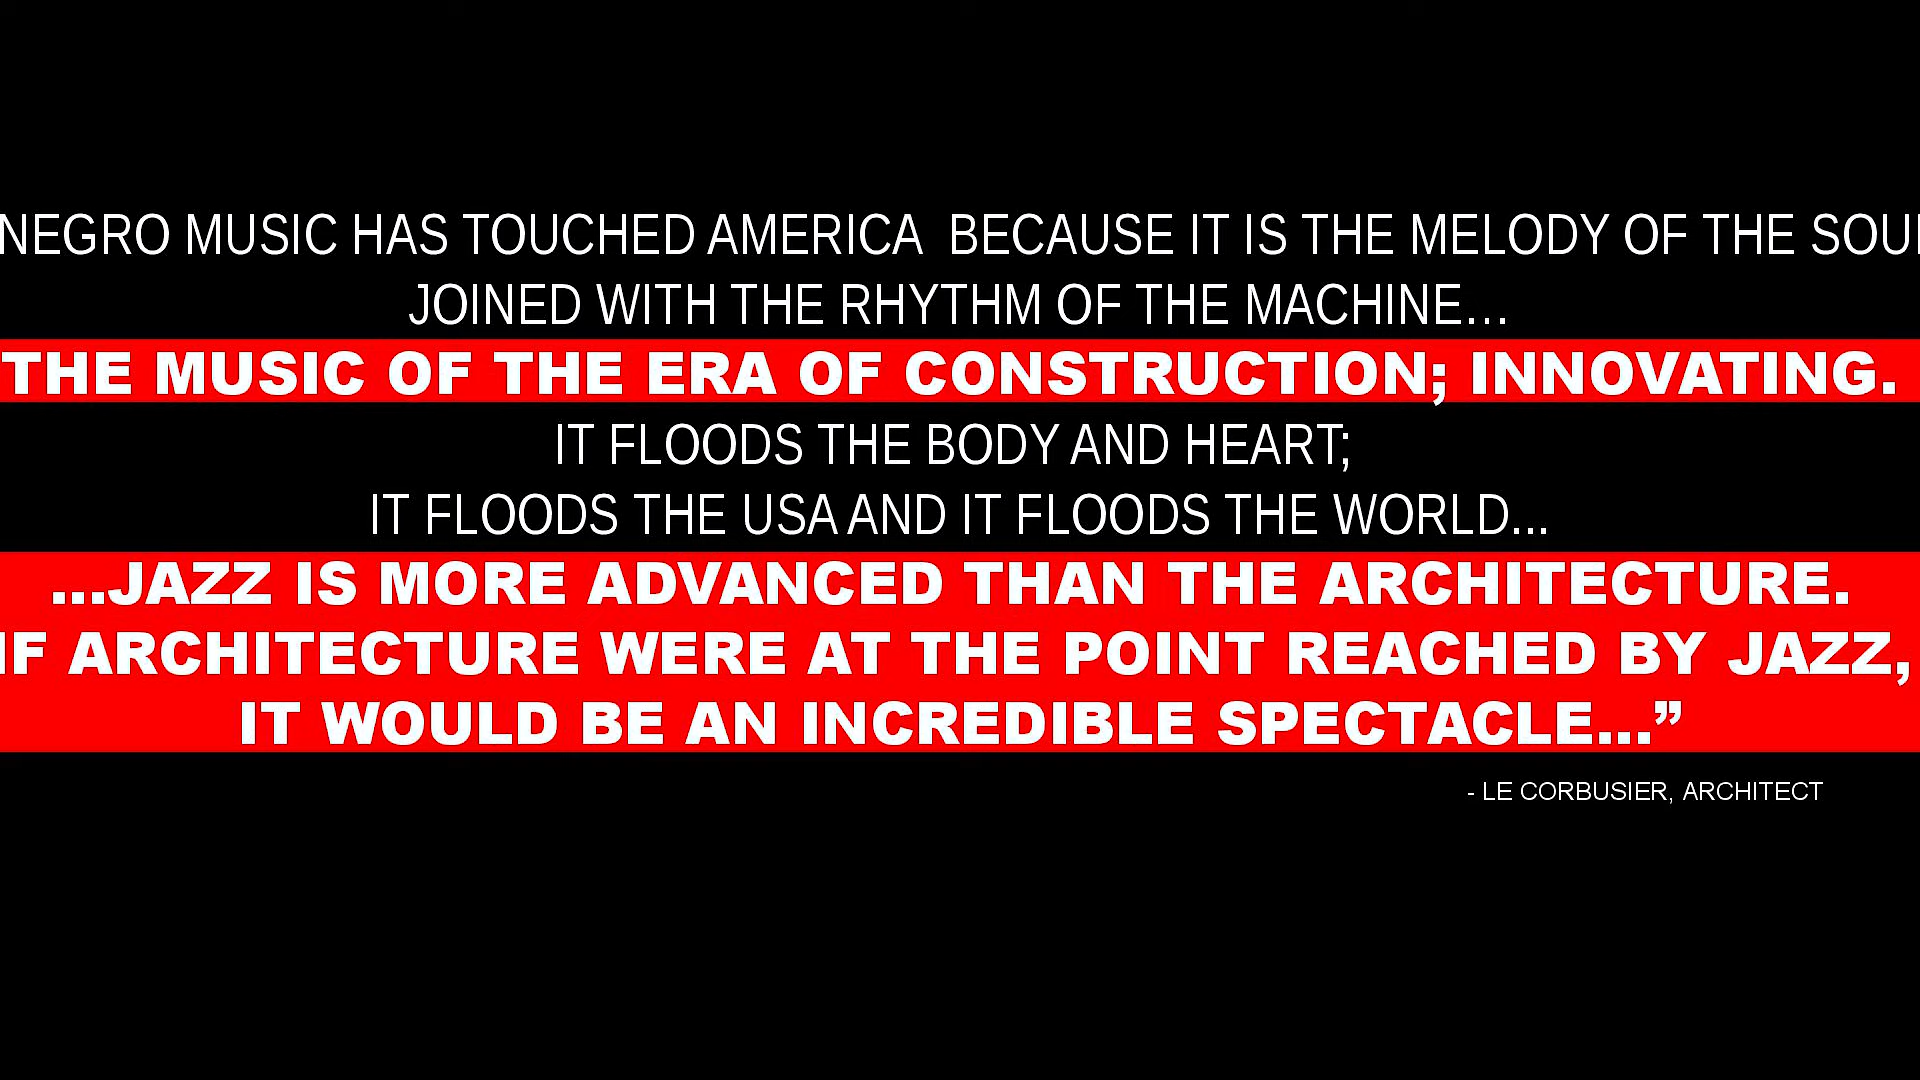 NEGRO MUSIC HAS TOUCHED AMERICA BECAUSE IT IS THE MELODY OF THE SOUL
JOINED WITH THE RHYTHM OF THE MACHINE…
THE MUSIC OF THE ERA OF CONSTRUCTION; INNOVATING.
IT FLOODS THE BODY AND HEART;
IT FLOODS THE USA AND IT FLOODS THE WORLD...
...JAZZ IS MORE ADVANCED THAN THE ARCHITECTURE.
IF ARCHITECTURE WERE AT THE POINT REACHED BY JAZZ,
IT WOULD BE AN INCREDIBLE SPECTACLE...”
- LE CORBUSIER, ARCHITECT